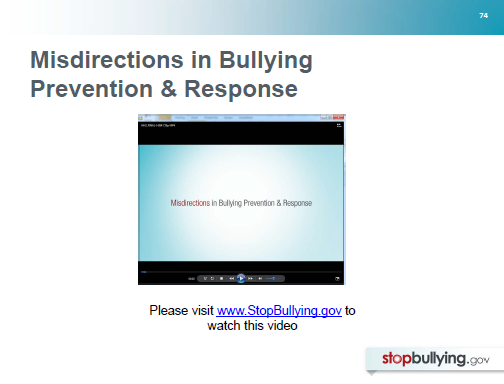 74
Misdirections in Bullying
Prevention & Response
Misdirections in Bullying Prevention & Response
Please visit www.StopBullying.gov to
watch this video
stopbullying.gov